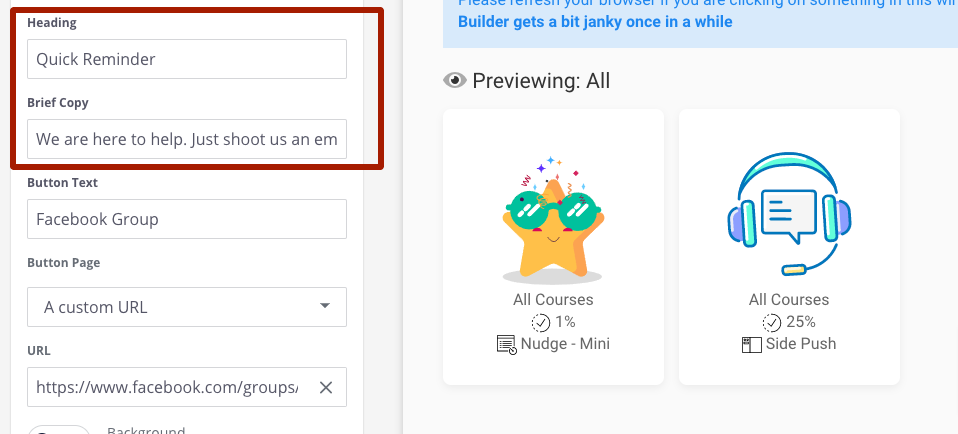 Heading
Quick Reminder
Brief Copy
We are here to help. Just shoot us an em
Button Text
Facebook Group
Button Page
A custom URL
URL
https://www.facebook.com/groups/
Background
Please refresh your browser if you are clicking on something in this
Builder gets a bit janky once in a while
Previewing: All
All Courses
1%
Nudge - Mini
All Courses
25%
Side Push